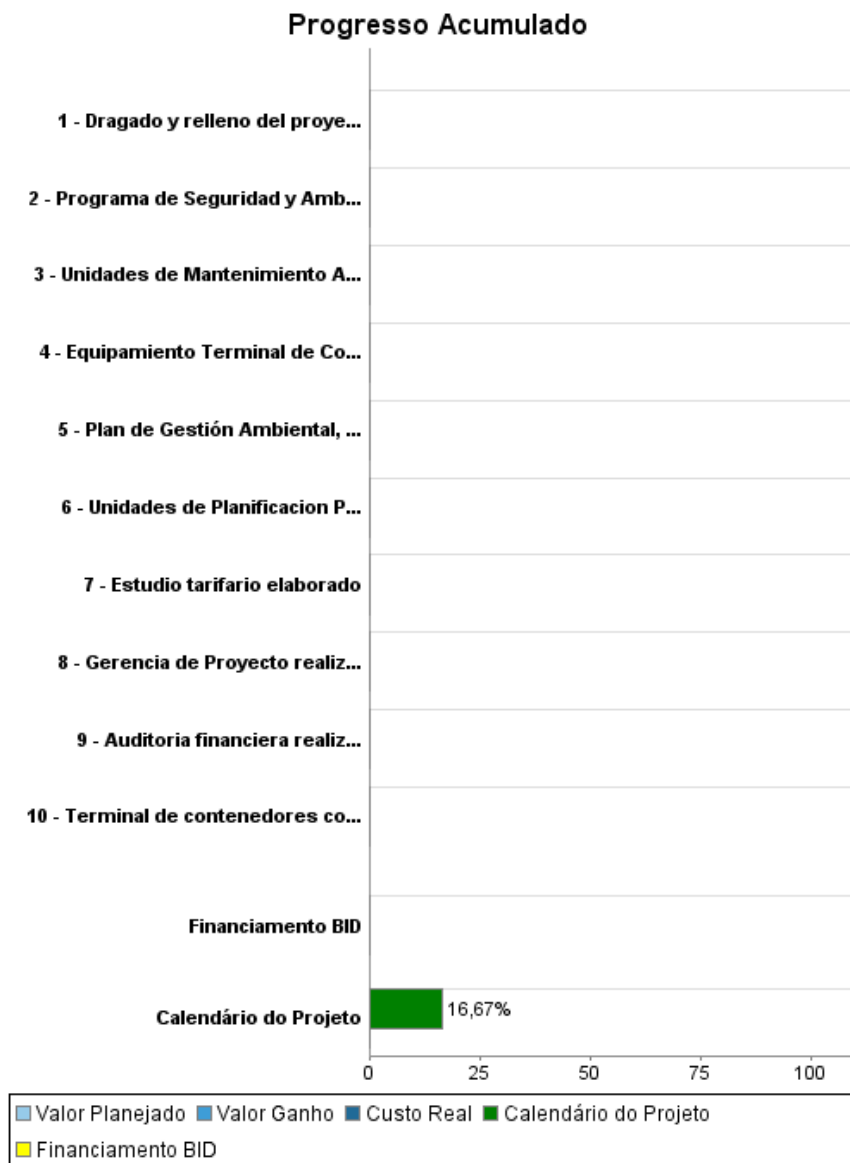 Progresso Acumulado
1 - Dragado y relleno del proye...
2 - Programa de Seguridad y Amb...
3 - Unidades de Mantenimiento A...
4 - Equipamiento Terminal de Co...
5 - Plan de Gestión Ambiental, ...
6 - Unidades de Planificacion P...
7 - Estudio tarifario elaborado
8 - Gerencia de Proyecto realiz...
9 - Auditoria financiera realiz...
10 - Terminal de contenedores co...
Financiamento BID
Calendário do Projeto 16,67%
0 25 50 75 100
Valor Planejado Valor Ganho Custo Real Calendário do Projeto
Financiamento BID